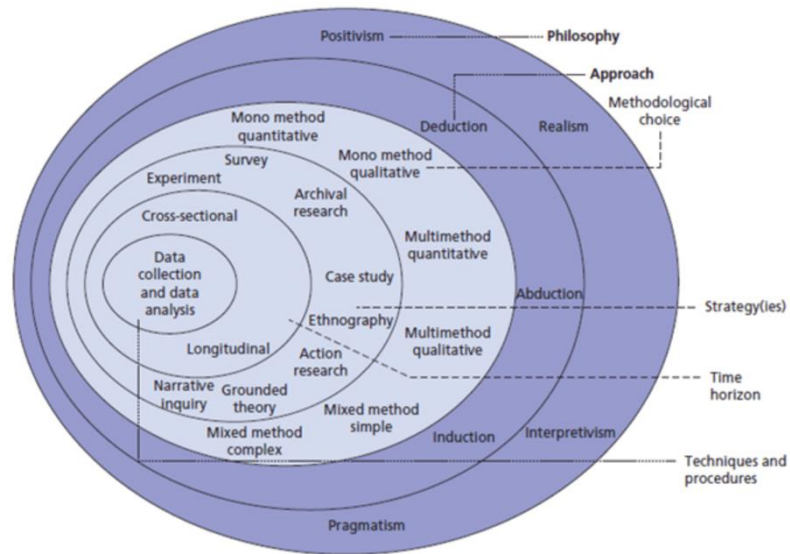 Positivism
Philosophy
Approach
Methodological
choice
Mono method
quantitative
Deduction
Realism
Survey
Mono method
qualitative
Experiment
Archival
research
Cross-sectional
Multimethod
quantitative
Data
collection
and data
analysis
Case study
Abduction
Strategy(ies)
Ethnography
Multimethod
qualitative
Longitudinal
Action
research
Time
horizon
Narrative
inquiry
Grounded
theory
Mixed method
simple
Mixed method
complex
Induction
Interpretivism
Techniques and
procedures
Pragmatism